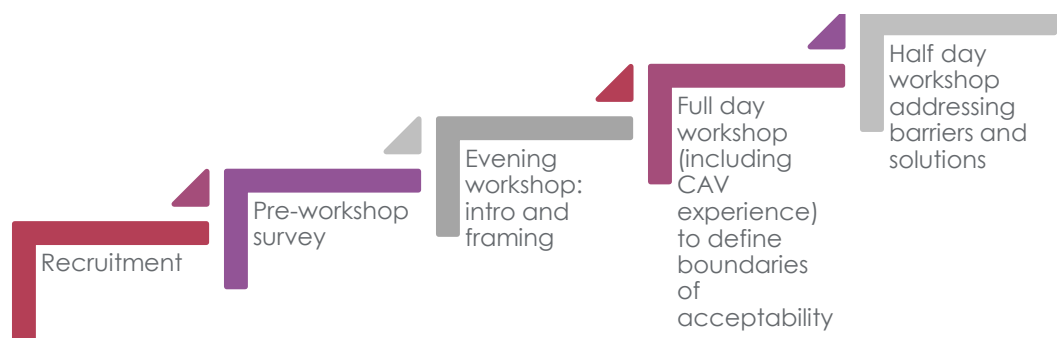 Recruitment
Pre-workshop
survey
Evening
workshop:
intro and
framing
Full day
workshop
(including
CAV
experience)
to define
boundaries
of
acceptability
Half day
workshop
addressing
barriers and
solutions